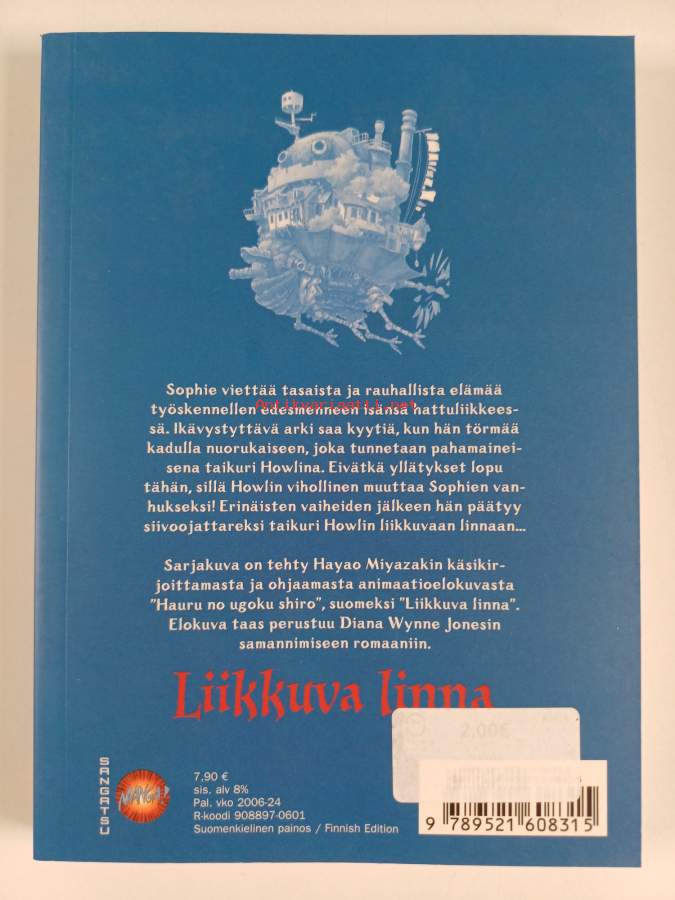 Sophie viettää tasaista ja rauhallista elämää
Antikvariaatti.net
työskennellen edesmenneen isänsä hattuliikkees-
sä. Ikävystyttävä arki saa kyytiä, kun hän törmää
kadulla nuorukaiseen, joka tunnetaan pahamainei-
sena taikuri Howlina. Eivätkä yllätykset lopu
tähän, sillä Howlin vihollinen muuttaa Sophien van-
hukseksi! Erinäisten vaiheiden jälkeen hän päätyy
siivoojattareksi taikuri Howlin liikkuvaan linnaan...
Sarjakuva on tehty Hayao Miyazakin käsikir-
joittamasta ja ohjaamasta animaatioelokuvasta
"Hauru no ugoku shiro", suomeksi "Liikkuva linna".
Elokuva taas perustuu Diana Wynne Jonesin
samannimiseen romaaniin.
Liikkuva linna
2,00€
SANGATSU
MANGA!
7,90 €
sis. alv 8%
Pal. vko 2006-24
R-koodi 908897-0601
Suomenkielinen painos / Finnish Edition
9 789521 608315